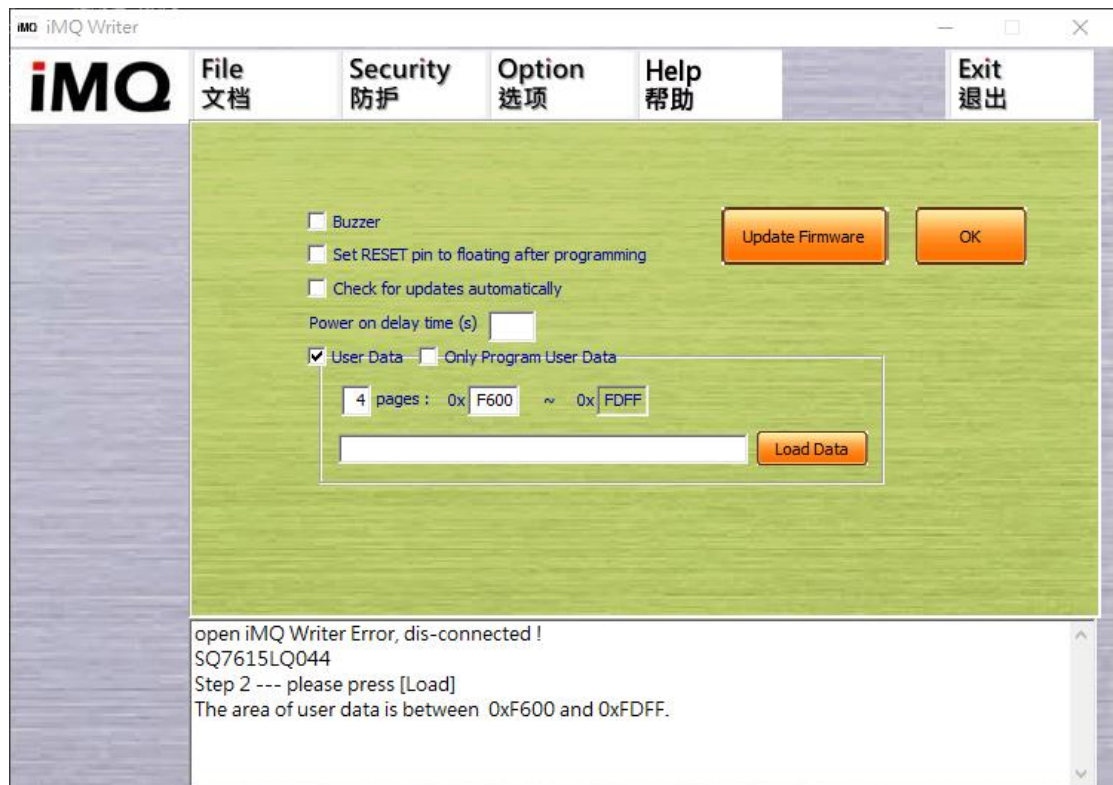 iMQ iMQ Writer
iMQ
File
文档
Security
防护
Option
选项
Help
帮助
Exit
退出
Buzzer
Set RESET pin to floating after programming
Check for updates automatically
Update Firmware
OK
Power on delay time (s)
User Data Only Program User Data
4 pages : 0x F600 ~ 0x FDFF
Load Data
open iMQ Writer Error, dis-connected !
SQ7615LQ044
Step 2 --- please press [Load]
The area of user data is between 0xF600 and 0xFDFF.